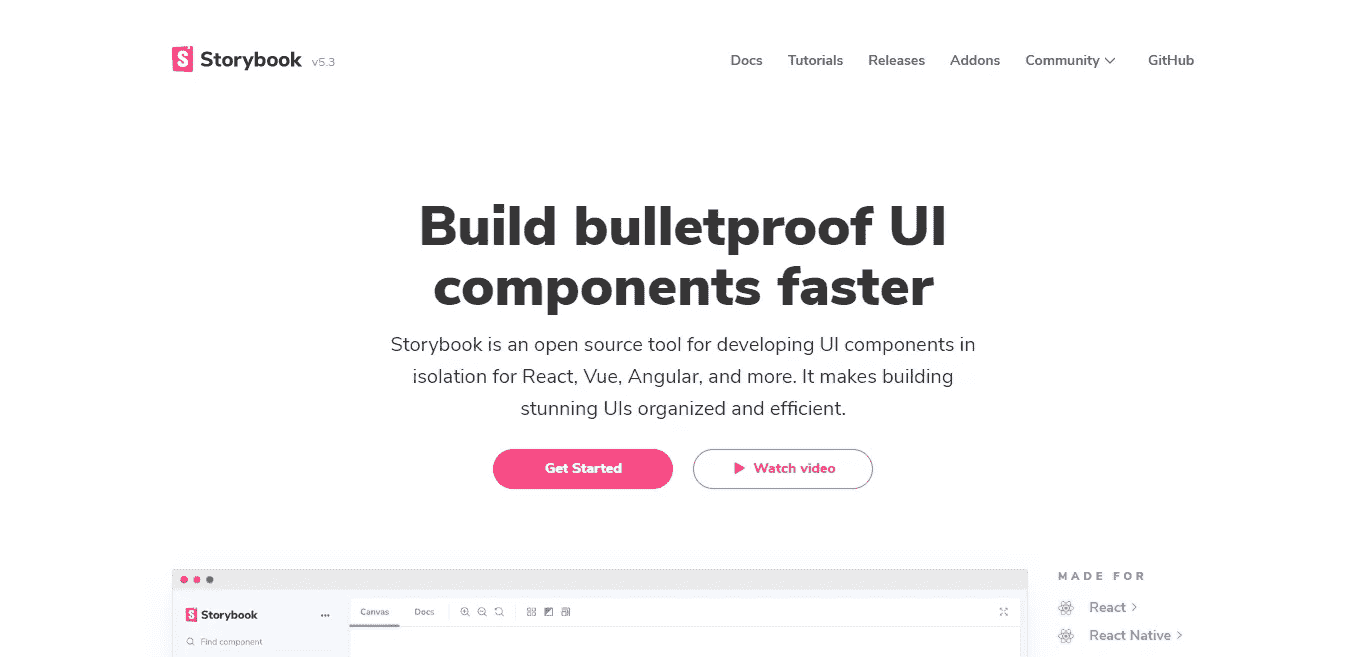 Storybook v5.3
Docs Tutorials Releases Addons Community GitHub
Build bulletproof UI
components faster
Storybook is an open source tool for developing UI components in
isolation for React, Vue, Angular, and more. It makes building
stunning UIs organized and efficient.
Get Started Watch video
MADE FOR
React
React Native
Storybook
Canvas Docs
Find component